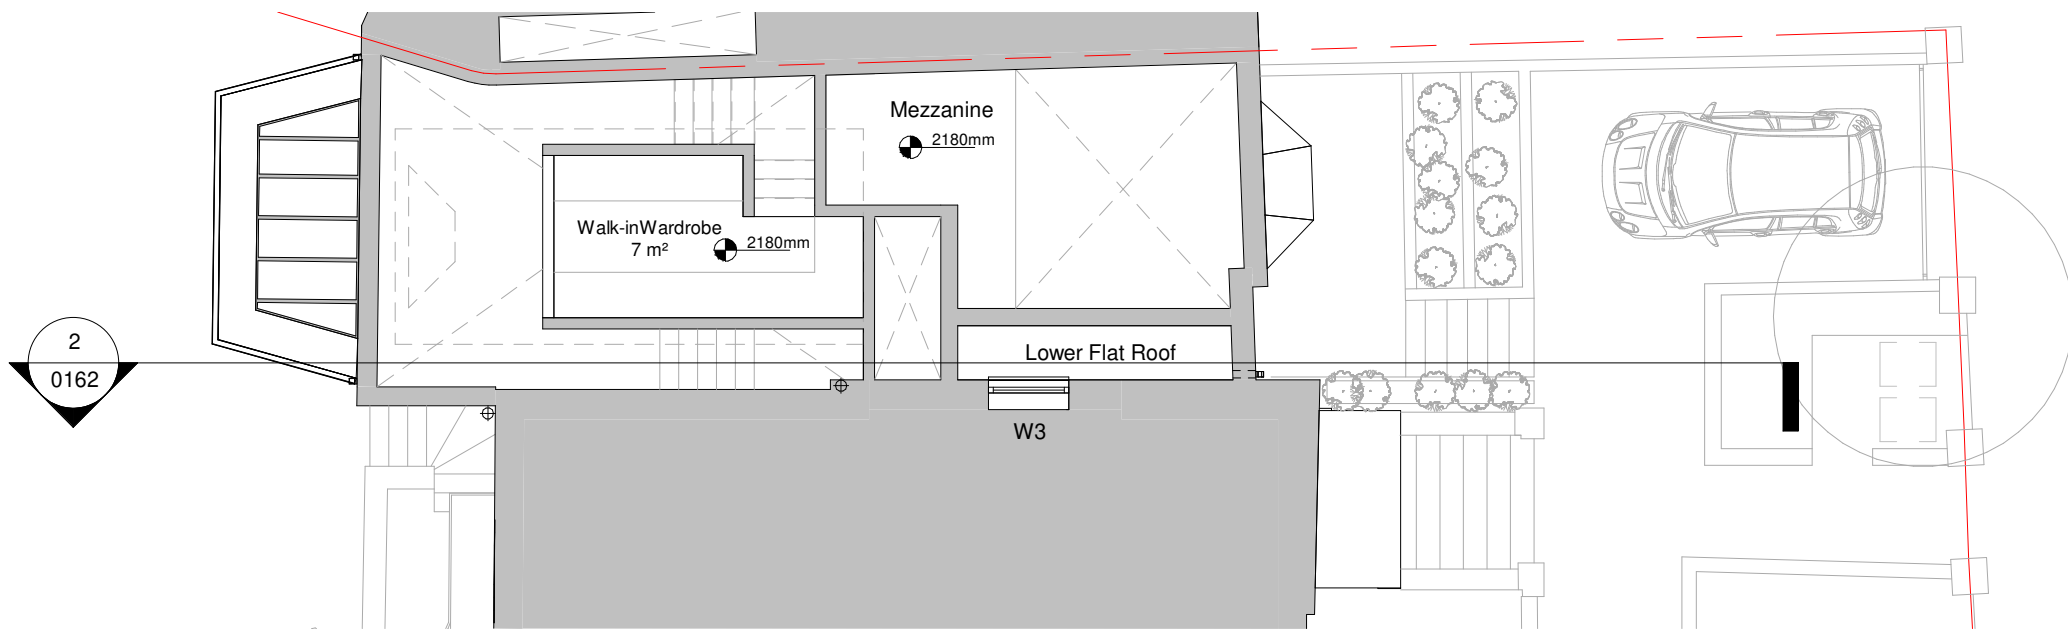 Mezzanine
2180mm
Walk-inWardrobe
7 m²
2180mm
2
0162
Lower Flat Roof
W3